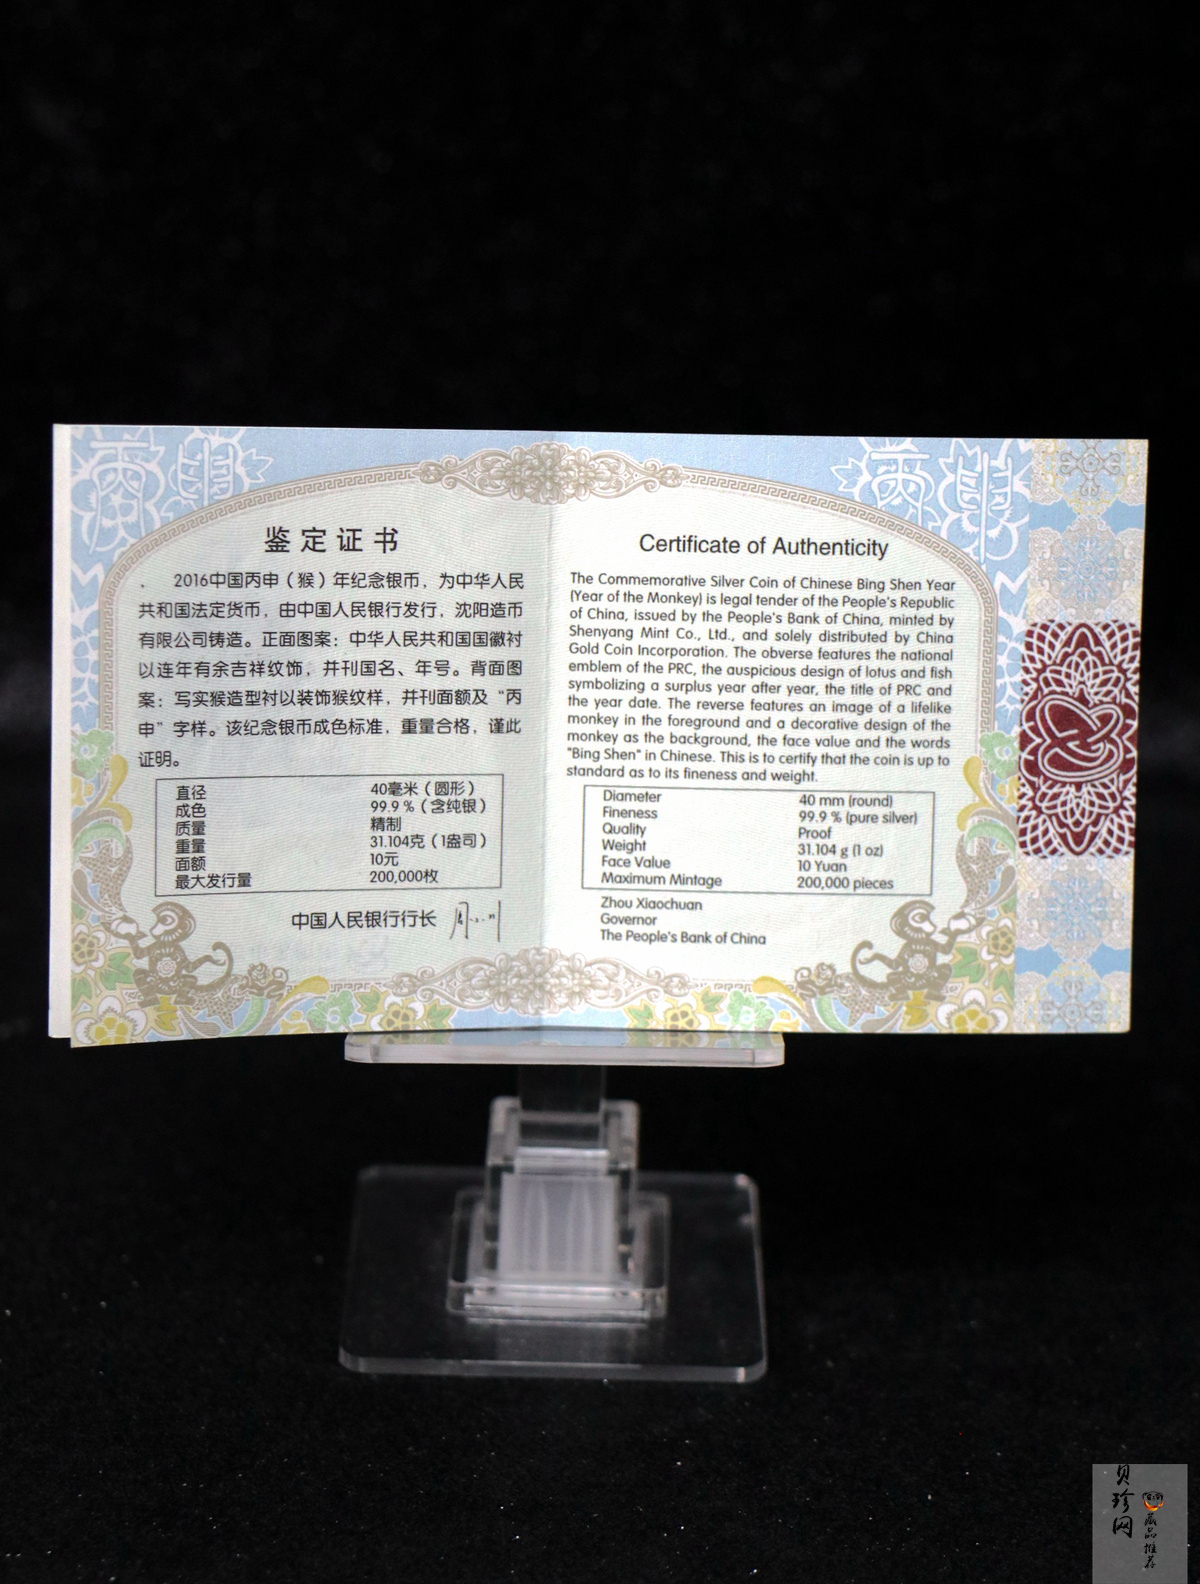 鉴定证书
2016中国丙申（猴）年纪念银币，为中华人民
共和国法定货币，由中国人民银行发行，沈阳造币
有限公司铸造。正面图案：中华人民共和国国徽衬
以连年有余吉祥纹饰，并刊国名、年号。背面图
案：写实猴造型衬以装饰猴纹样，并刊面额及“丙
申”字样。该纪念银币成色标准，重量合格，谨此
证明。
直径 40毫米（圆形）
成色 99.9 %（含纯银）
质量 精制
重量 31.104克（1盎司）
面额 10元
最大发行量 200,000枚
中国人民银行行长
Certificate of Authenticity
The Commemorative Silver Coin of Chinese Bing Shen Year
(Year of the Monkey) is legal tender of the People's Republic
of China, issued by the People's Bank of China, minted by
Shenyang Mint Co., Ltd., and solely distributed by China
Gold Coin Incorporation. The obverse features the national
emblem of the PRC, the auspicious design of lotus and fish
symbolizing a surplus year after year, the title of PRC and
the year date. The reverse features an image of a lifelike
monkey in the foreground and a decorative design of the
monkey as the background, the face value and the words
"Bing Shen" in Chinese. This is to certify that the coin is up to
standard as to its fineness and weight.
Diameter 40 mm (round)
Fineness 99.9 % (pure silver)
Quality Proof
Weight 31.104 g (1 oz)
Face Value 10 Yuan
Maximum Mintage 200,000 pieces
Zhou Xiaochuan
Governor
The People's Bank of China
贝珍网
藏品推荐